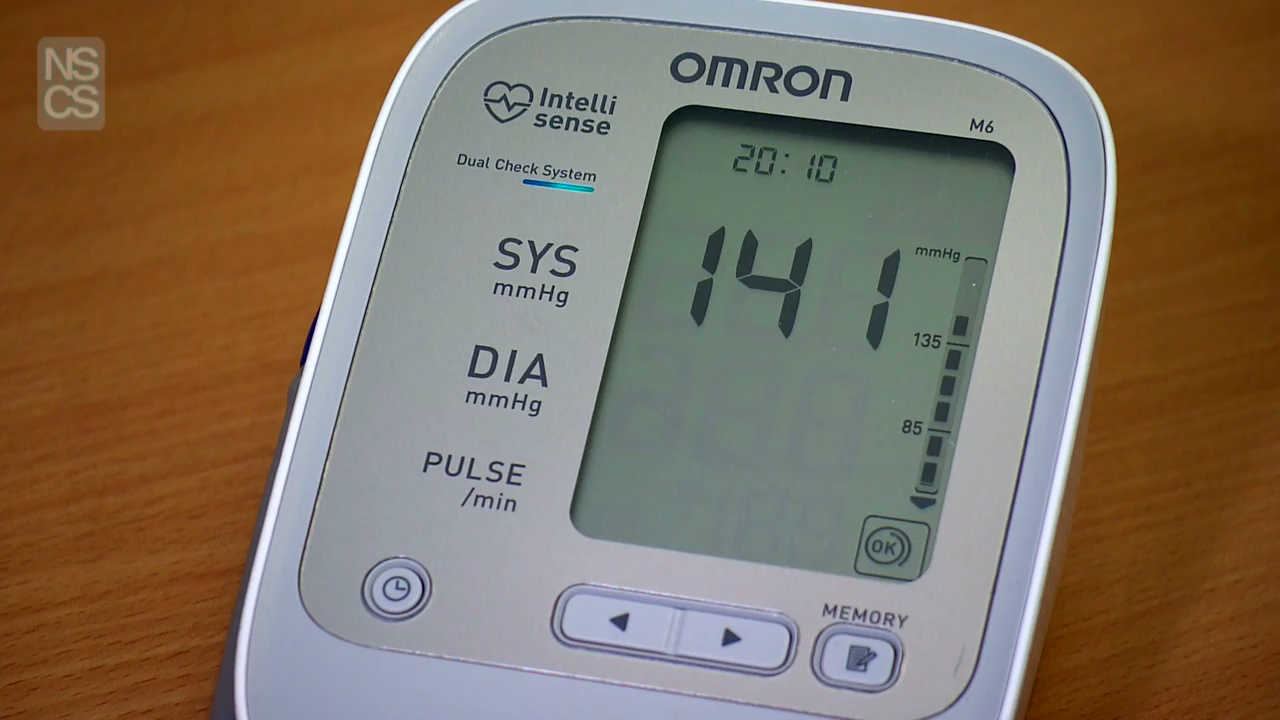 NS
CS
OMRON
Intelli
sense
M6
Dual Check System
20:10
SYS
mmHg
141
mmHg
135
DIA
mmHg
85
PULSE
/min
OK
MEMORY